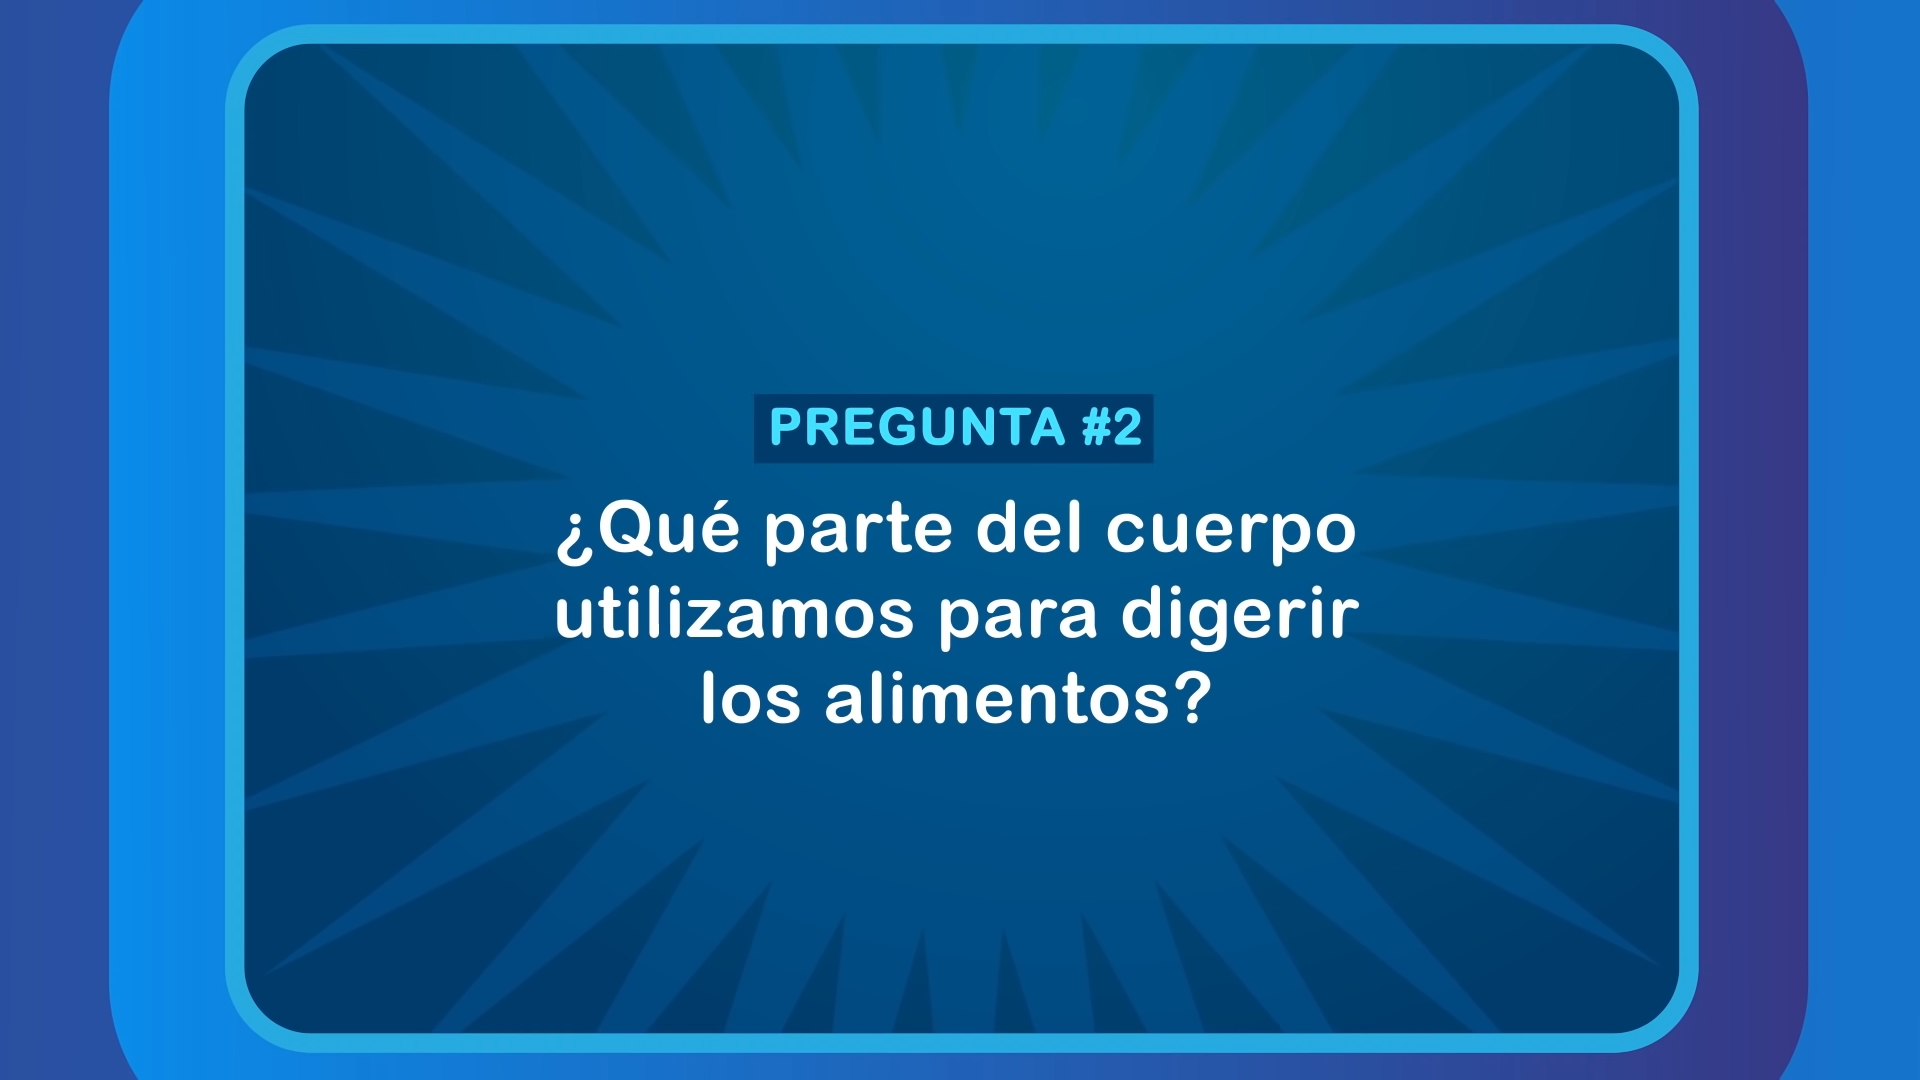 PREGUNTA #2
¿Qué parte del cuerpo
utilizamos para digerir
los alimentos?